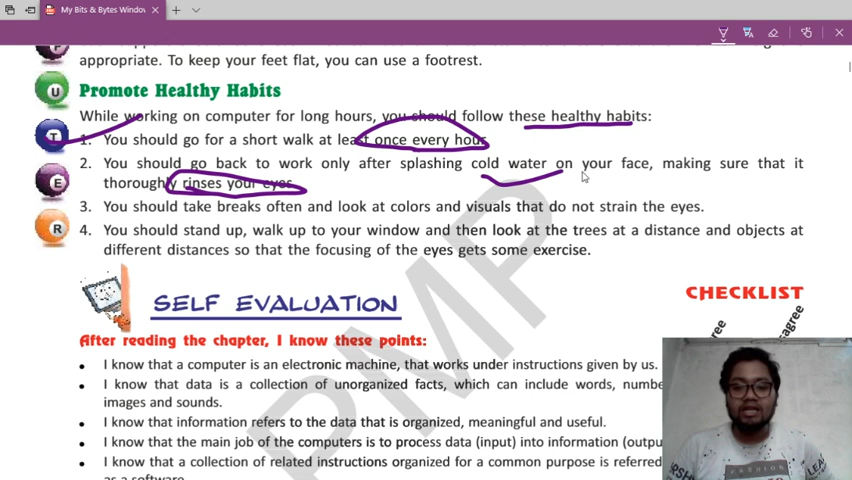 My Bits & Bytes Window
appropriate. To keep your feet flat, you can use a footrest.
U
Promote Healthy Habits
While working on computer for long hours, you should follow these healthy habits:
T
1. You should go for a short walk at least once every hour.
2. You should go back to work only after splashing cold water on your face, making sure that it
E
thoroughly rinses your eyes.
3. You should take breaks often and look at colors and visuals that do not strain the eyes.
R
4. You should stand up, walk up to your window and then look at the trees at a distance and objects at
different distances so that the focusing of the eyes gets some exercise.
SELF EVALUATION
CHECKLIST
After reading the chapter, I know these points:
• I know that a computer is an electronic machine, that works under instructions given by us.
• I know that data is a collection of unorganized facts, which can include words,
images and sounds.
• I know that information refers to the data that is organized, meaningful and useful.
• I know that the main job of the computers is to process data (input) into information
• I know that a collection of related instructions organized for a common purpose is referred
as a software.
PMP
FASHION